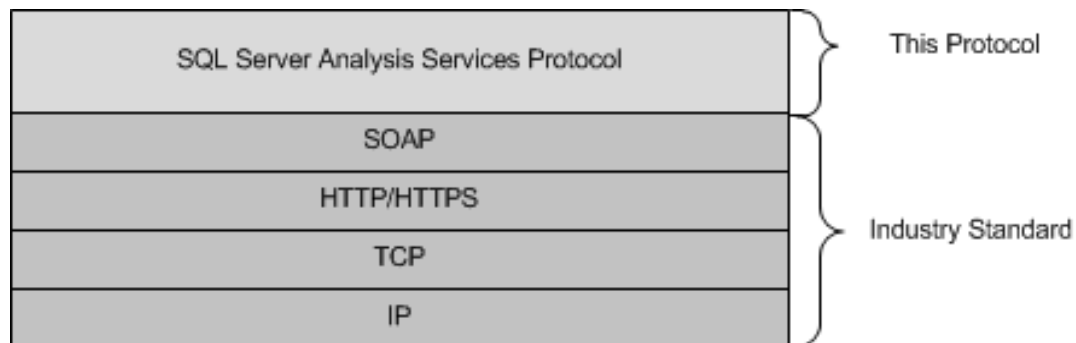 SQL Server Analysis Services Protocol
This Protocol
SOAP
HTTP/HTTPS
TCP
IP
Industry Standard